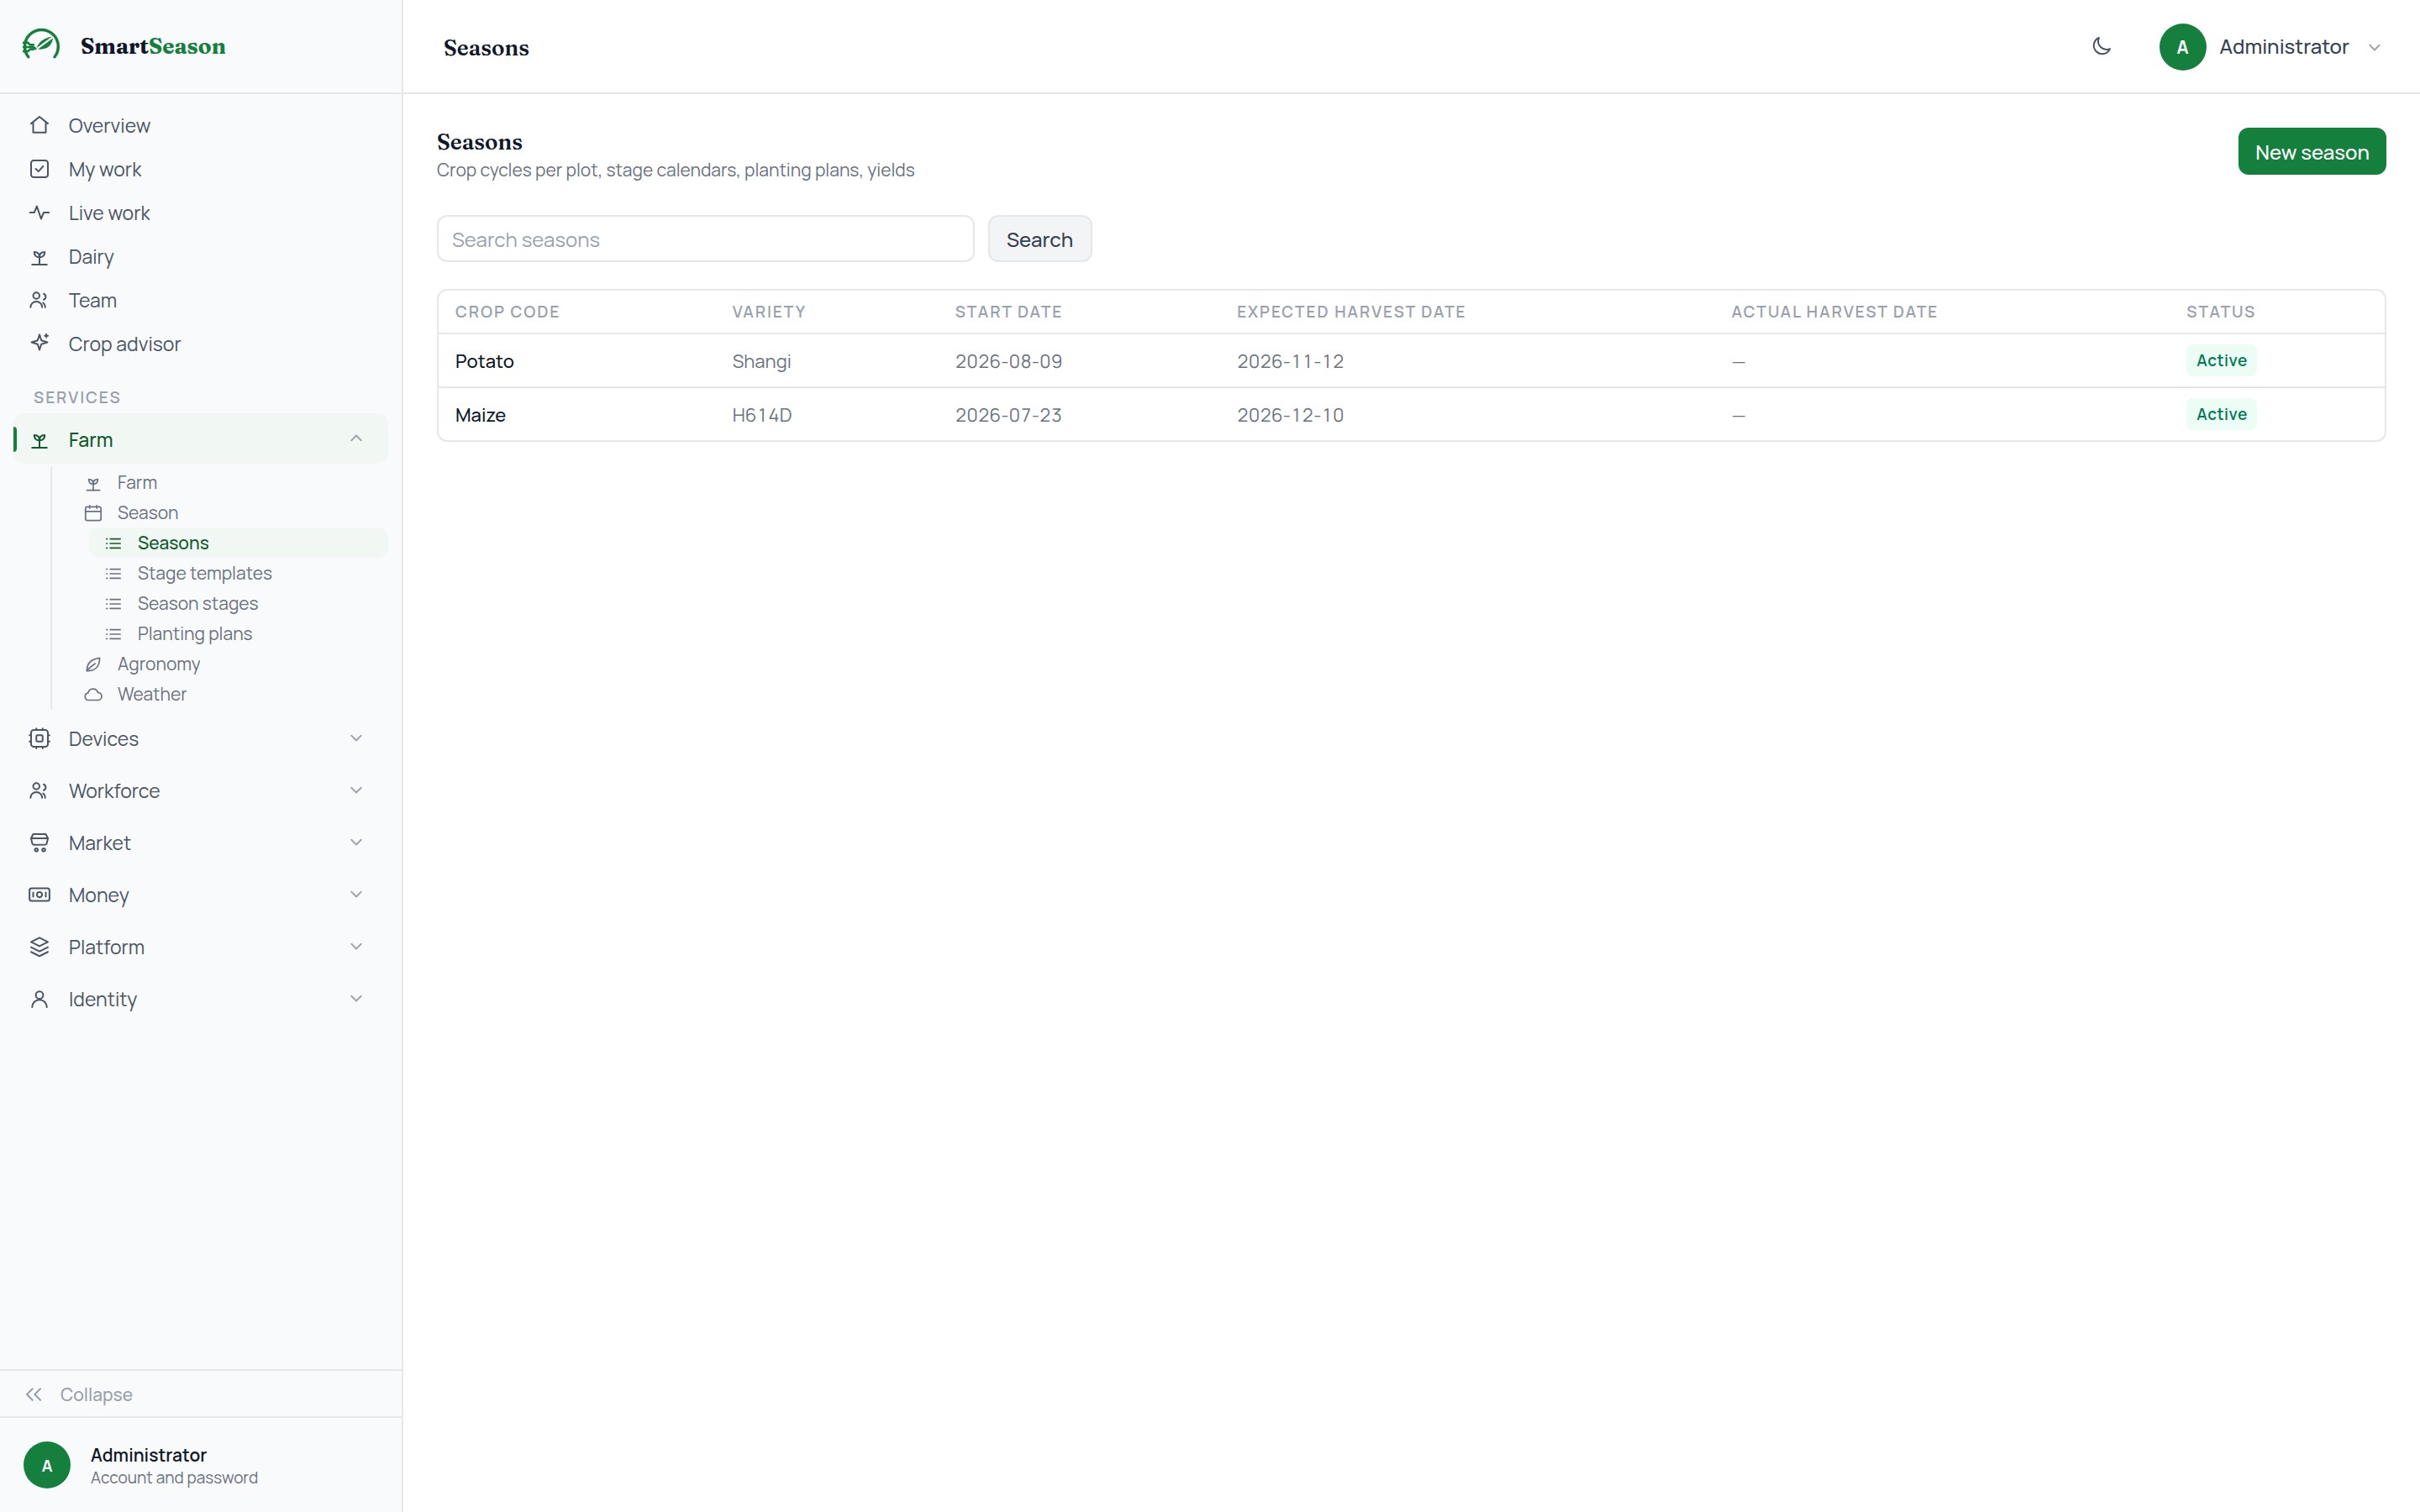 SmartSeason
Seasons
A
Administrator
Overview
My work
Live work
Dairy
Team
Crop advisor
SERVICES
Farm
Farm
Season
Seasons
Stage templates
Season stages
Planting plans
Agronomy
Weather
Devices
Workforce
Market
Money
Platform
Identity
Collapse
A
Administrator
Account and password
Seasons
Crop cycles per plot, stage calendars, planting plans, yields
New season
Search seasons
Search
CROP CODE VARIETY START DATE EXPECTED HARVEST DATE ACTUAL HARVEST DATE STATUS
Potato Shangi 2026-08-09 2026-11-12 — Active
Maize H614D 2026-07-23 2026-12-10 — Active